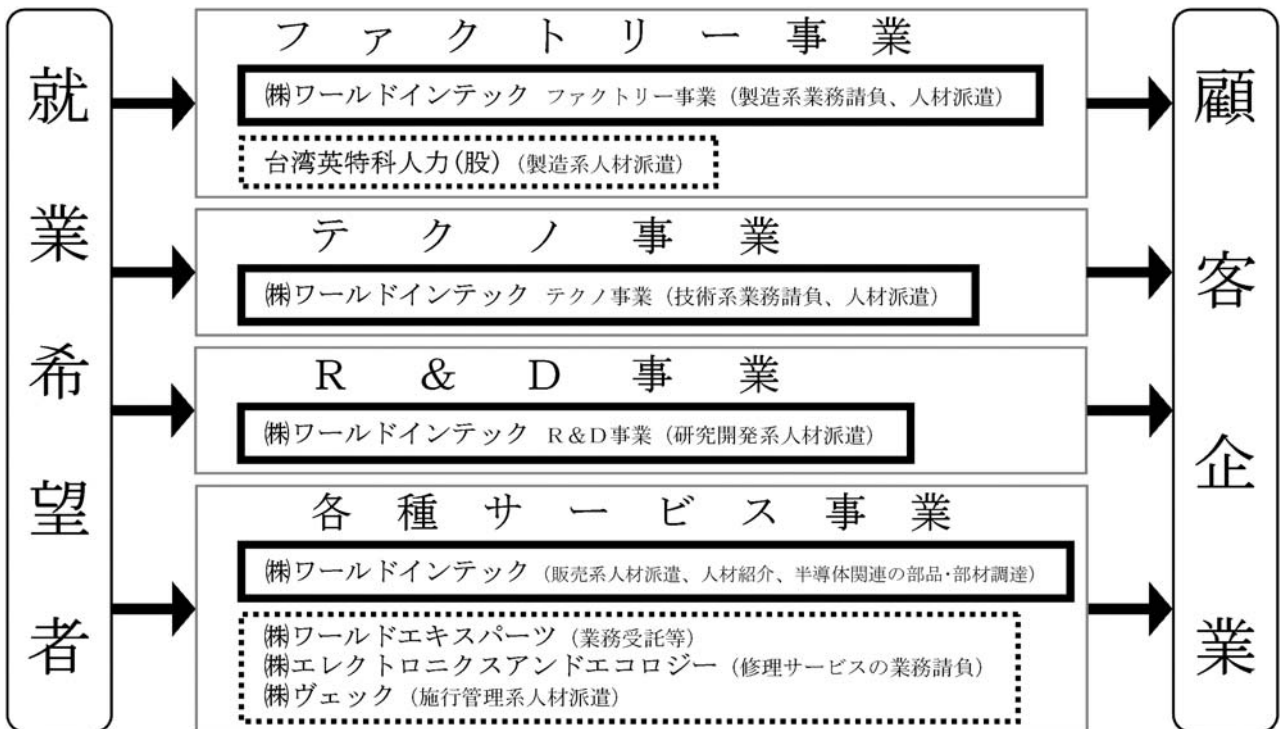 就業希望者
ファクトリー事業
㈱ワールドインテック ファクトリー事業（製造系業務請負、人材派遣）
台湾英特科人力(股)（製造系人材派遣）
テクノ事業
㈱ワールドインテック テクノ事業（技術系業務請負、人材派遣）
R&D事業
㈱ワールドインテック R&D事業（研究開発系人材派遣）
各種サービス事業
㈱ワールドインテック（販売系人材派遣、人材紹介、半導体関連の部品・部材調達）
㈱ワールドエキスパーツ（業務受託等）
㈱エレクトロニクスアンドエコロジー（修理サービスの業務請負）
㈱ヴェック（施行管理系人材派遣）
顧客企業